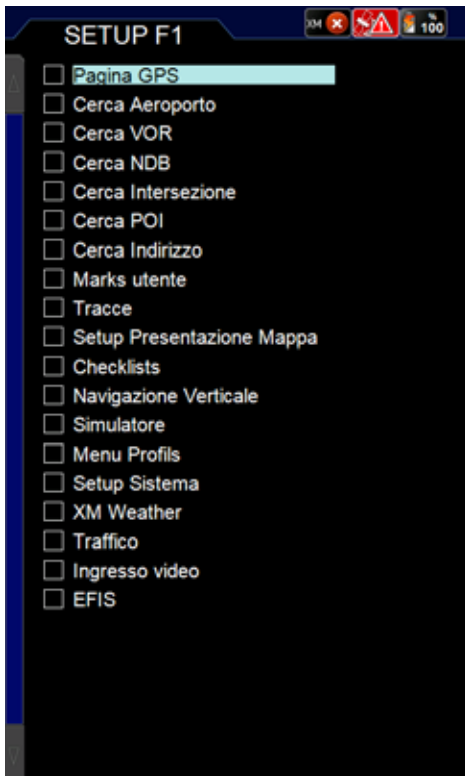 SETUP F1
XM
%
100
Pagina GPS
Cerca Aeroporto
Cerca VOR
Cerca NDB
Cerca Intersezione
Cerca POI
Cerca Indirizzo
Marks utente
Tracce
Setup Presentazione Mappa
Checklists
Navigazione Verticale
Simulatore
Menu Profils
Setup Sistema
XM Weather
Traffico
Ingresso video
EFIS